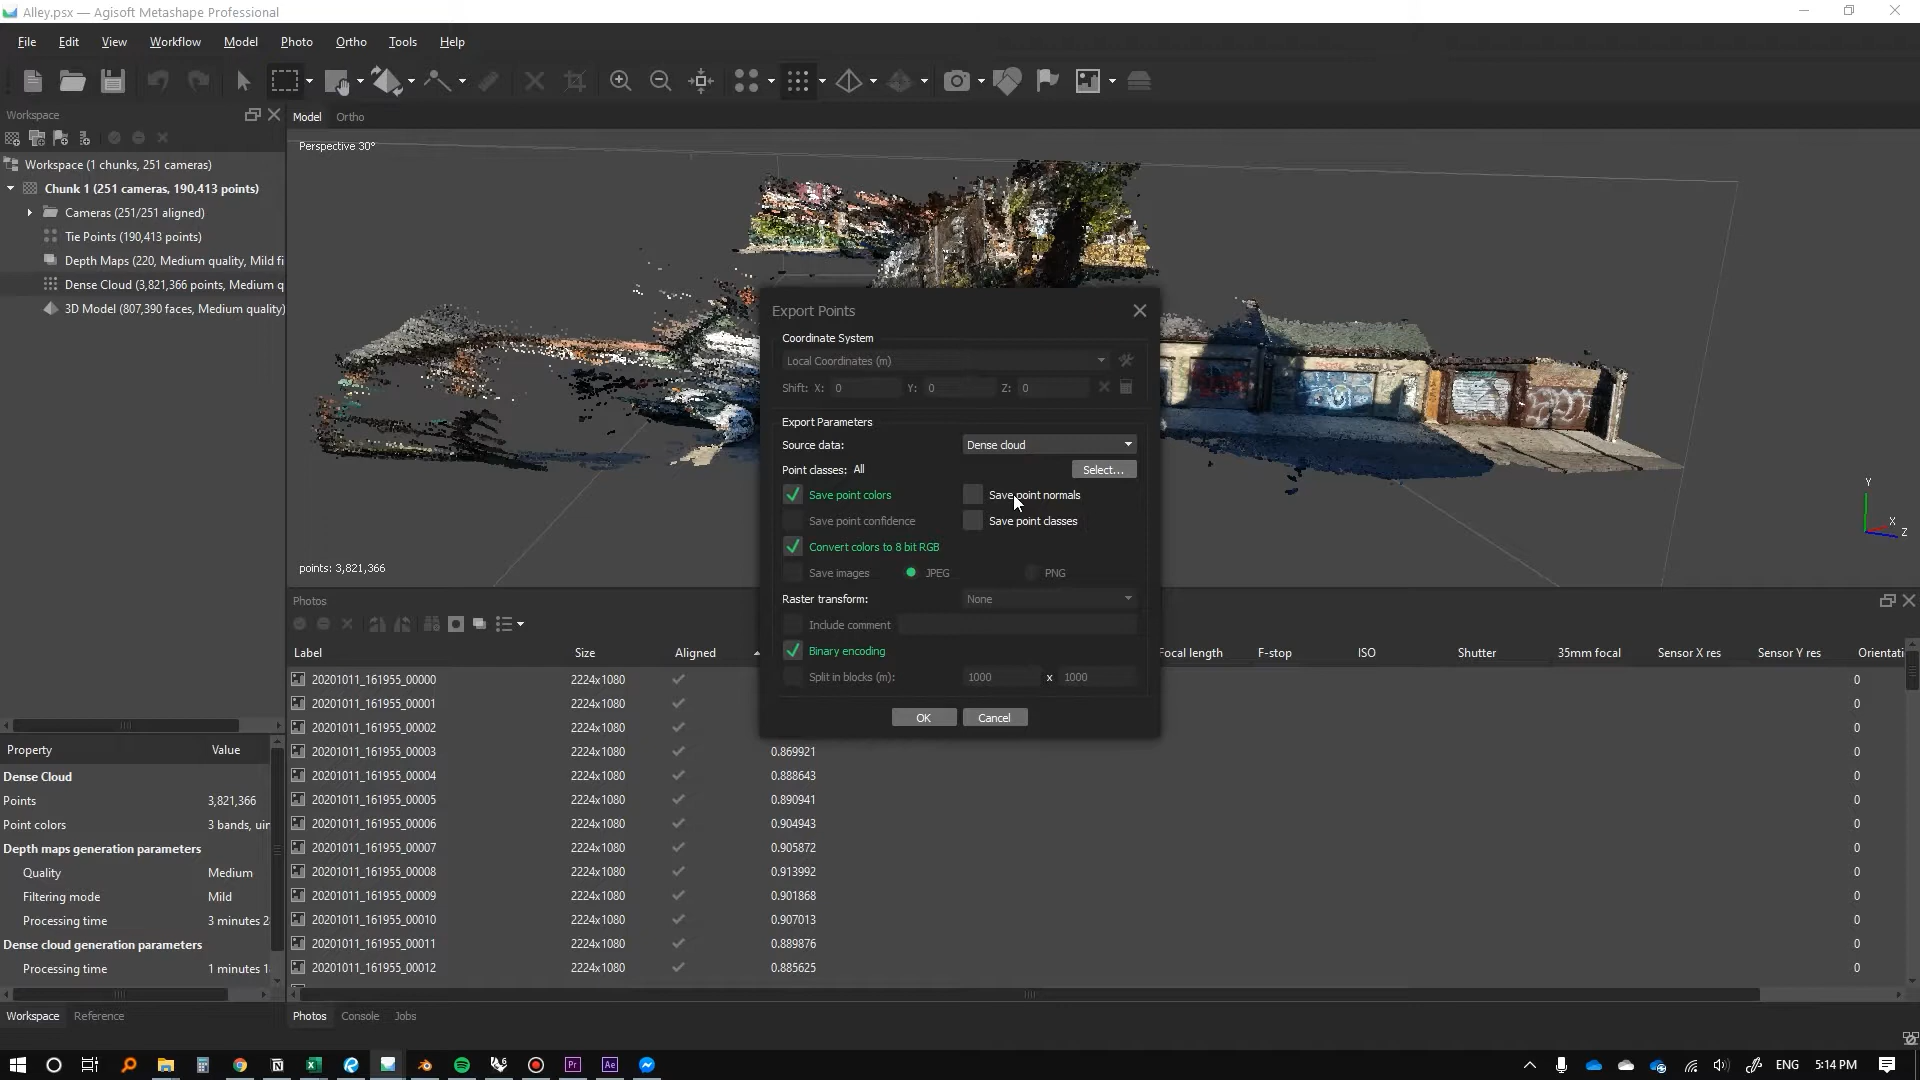 Alley.psx — Agisoft Metashape Professional
File Edit View Workflow Model Photo Ortho Tools Help
Workspace
Workspace (1 chunks, 251 cameras)
Chunk 1 (251 cameras, 190,413 points)
Cameras (251/251 aligned)
Tie Points (190,413 points)
Depth Maps (220, Medium quality, Mild fi
Dense Cloud (3,821,366 points, Medium q
3D Model (807,390 faces, Medium quality)
Property Value
Dense Cloud
Points 3,821,366
Point colors 3 bands, uin
Depth maps generation parameters
Quality Medium
Filtering mode Mild
Processing time 3 minutes 2
Dense cloud generation parameters
Processing time 1 minutes 1
Workspace Reference
Model Ortho
Perspective 30°
points: 3,821,366
Y
X
Z
Export Points
Coordinate System
Local Coordinates (m)
Shift: X: 0 Y: 0 Z: 0
Export Parameters
Source data: Dense cloud
Point classes: All Select...
Save point colors Save point normals
Save point confidence Save point classes
Convert colors to 8 bit RGB
Save images JPEG PNG
Raster transform: None
Include comment
Binary encoding
Split in blocks (m): 1000 x 1000
OK Cancel
Photos
Label Size Aligned Focal length F-stop ISO Shutter 35mm focal Sensor X res Sensor Y res Orientati
20201011_161955_00000 2224x1080 0
20201011_161955_00001 2224x1080 0
20201011_161955_00002 2224x1080 0
20201011_161955_00003 2224x1080 0.869921 0
20201011_161955_00004 2224x1080 0.888643 0
20201011_161955_00005 2224x1080 0.890941 0
20201011_161955_00006 2224x1080 0.904943 0
20201011_161955_00007 2224x1080 0.905872 0
20201011_161955_00008 2224x1080 0.913992 0
20201011_161955_00009 2224x1080 0.901868 0
20201011_161955_00010 2224x1080 0.907013 0
20201011_161955_00011 2224x1080 0.889876 0
20201011_161955_00012 2224x1080 0.885625 0
Photos Console Jobs
Pr Ae ENG 5:14 PM